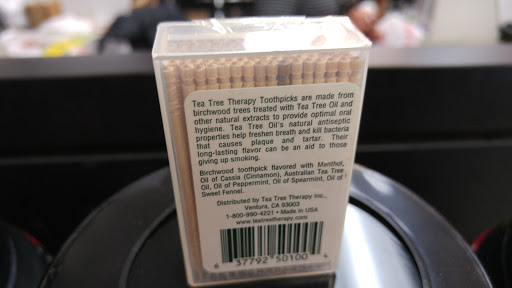 Tea Tree Therapy Toothpicks are made from
birchwood trees treated with Tea Tree Oil and
other natural extracts to provide optimal oral
hygiene. Tea Tree Oil's natural antiseptic
properties help freshen breath and kill bacteria
that causes plaque and tartar. Their
long-lasting flavor can be an aid to those
giving up smoking.
Birchwood toothpick flavored with Menthol,
Oil of Cassia (Cinnamon), Australian Tea Tree
Oil, Oil of Peppermint, Oil of Spearmint, Oil of
Sweet Fennel.
Distributed by Tea Tree Therapy Inc.,
Ventura, CA 93003
1-800-990-4221 • Made in USA
www.teatreetherapy.com
6 37792 50100 4